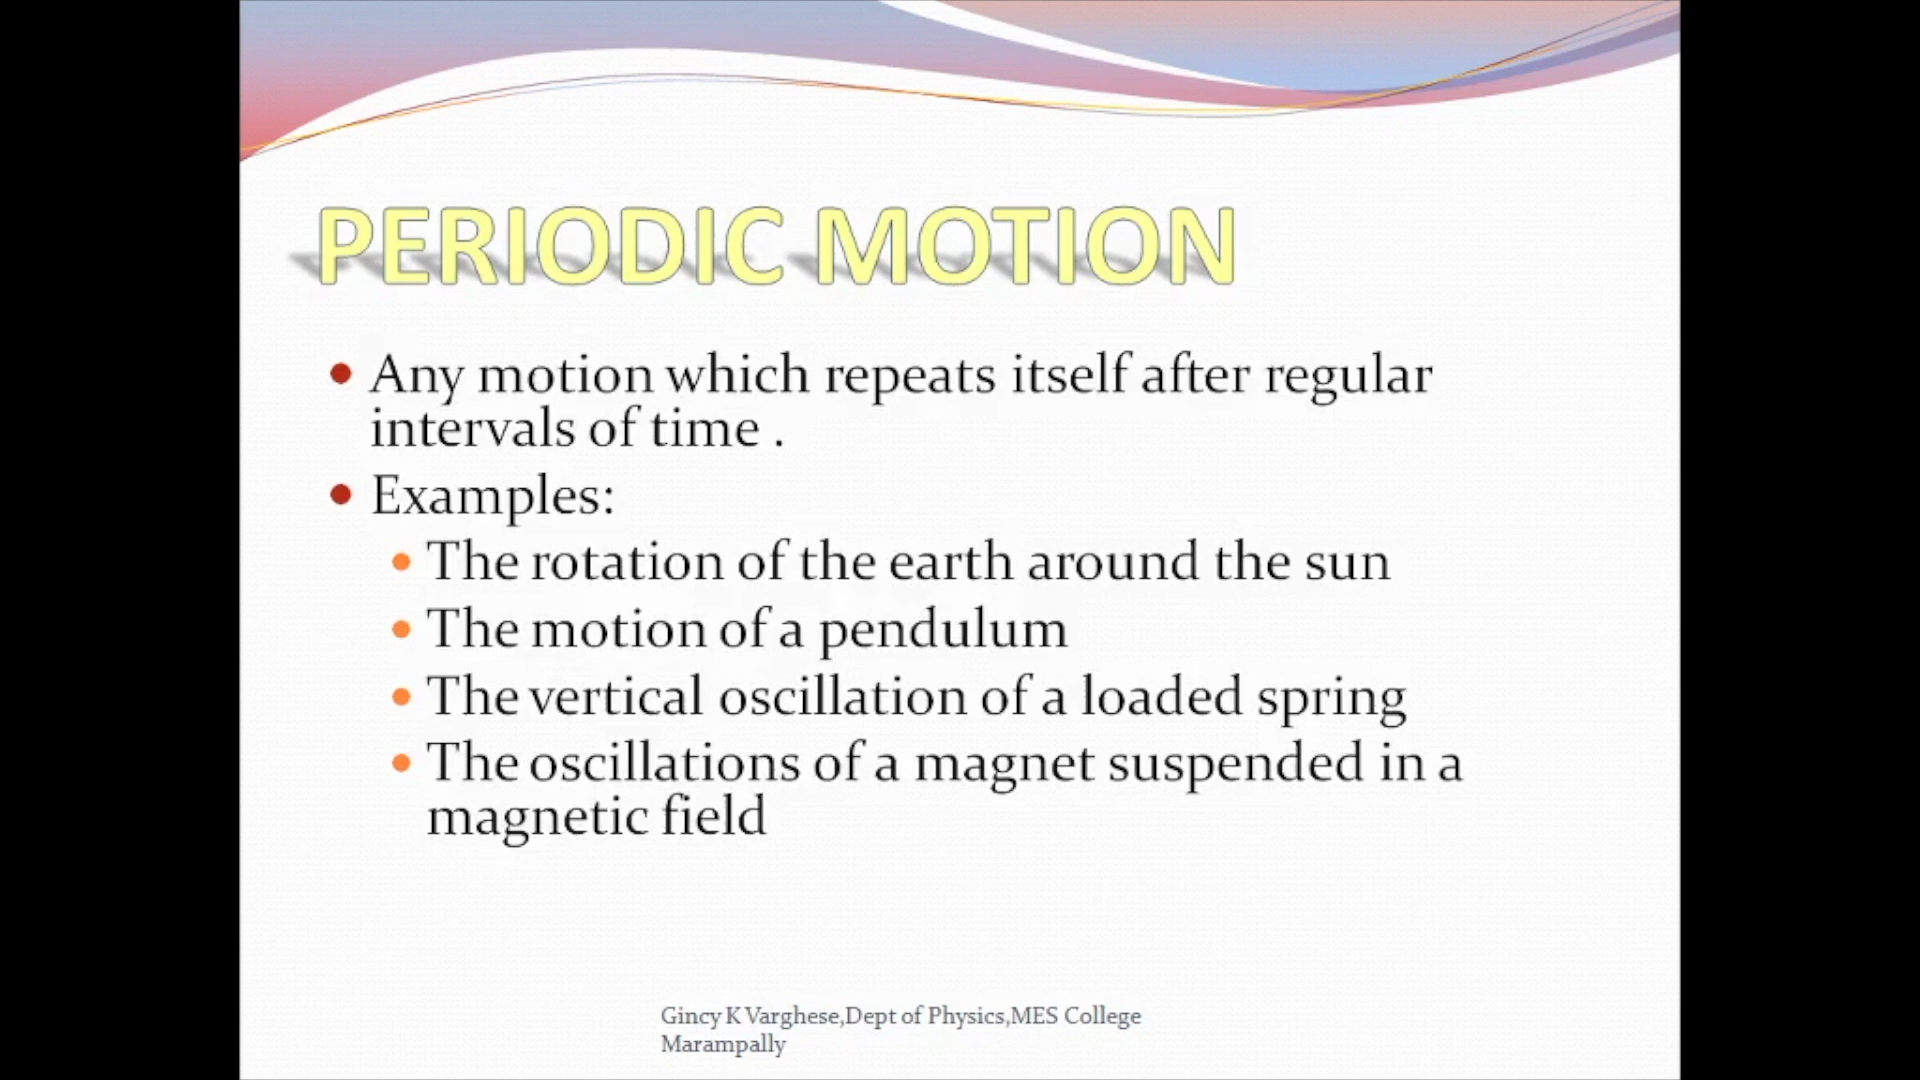 PERIODIC MOTION
Any motion which repeats itself after regular
intervals of time .
Examples:
The rotation of the earth around the sun
The motion of a pendulum
The vertical oscillation of a loaded spring
The oscillations of a magnet suspended in a
magnetic field
Gincy K Varghese,Dept of Physics,MES College
Marampally